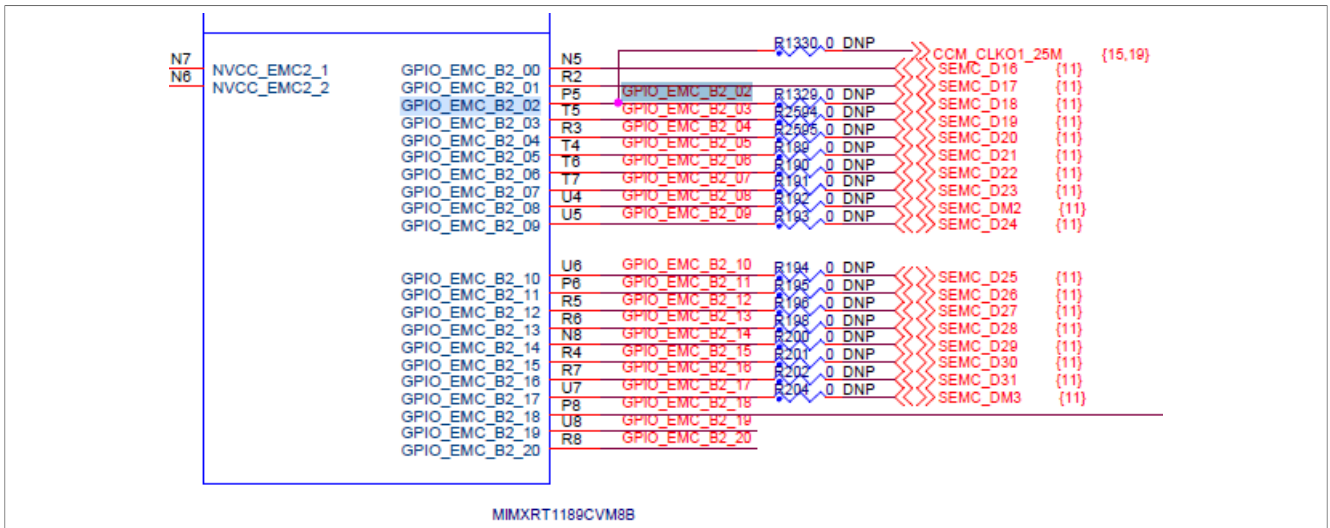 R1330 0 DNP CCM_CLKO1_25M {15,19}
N7 NVCC_EMC2_1 GPIO_EMC_B2_00 N5 SEMC_D16 {11}
N6 NVCC_EMC2_2 GPIO_EMC_B2_01 R2 SEMC_D17 {11}
GPIO_EMC_B2_02 P5 GPIO_EMC_B2_02 R1329 0 DNP SEMC_D18 {11}
GPIO_EMC_B2_03 T5 GPIO_EMC_B2_03 R2594 0 DNP SEMC_D19 {11}
GPIO_EMC_B2_04 R3 GPIO_EMC_B2_04 R2595 0 DNP SEMC_D20 {11}
GPIO_EMC_B2_05 T4 GPIO_EMC_B2_05 R189 0 DNP SEMC_D21 {11}
GPIO_EMC_B2_06 T6 GPIO_EMC_B2_06 R190 0 DNP SEMC_D22 {11}
GPIO_EMC_B2_07 T7 GPIO_EMC_B2_07 R191 0 DNP SEMC_D23 {11}
GPIO_EMC_B2_08 U4 GPIO_EMC_B2_08 R192 0 DNP SEMC_DM2 {11}
GPIO_EMC_B2_09 U5 GPIO_EMC_B2_09 R193 0 DNP SEMC_D24 {11}
GPIO_EMC_B2_10 U6 GPIO_EMC_B2_10 R194 0 DNP SEMC_D25 {11}
GPIO_EMC_B2_11 P6 GPIO_EMC_B2_11 R195 0 DNP SEMC_D26 {11}
GPIO_EMC_B2_12 R5 GPIO_EMC_B2_12 R196 0 DNP SEMC_D27 {11}
GPIO_EMC_B2_13 R6 GPIO_EMC_B2_13 R198 0 DNP SEMC_D28 {11}
GPIO_EMC_B2_14 N8 GPIO_EMC_B2_14 R200 0 DNP SEMC_D29 {11}
GPIO_EMC_B2_15 R4 GPIO_EMC_B2_15 R201 0 DNP SEMC_D30 {11}
GPIO_EMC_B2_16 R7 GPIO_EMC_B2_16 R202 0 DNP SEMC_D31 {11}
GPIO_EMC_B2_17 U7 GPIO_EMC_B2_17 R204 0 DNP SEMC_DM3 {11}
GPIO_EMC_B2_18 P8 GPIO_EMC_B2_18
GPIO_EMC_B2_19 U8 GPIO_EMC_B2_19
GPIO_EMC_B2_20 R8 GPIO_EMC_B2_20
MIMXRT1189CVM8B